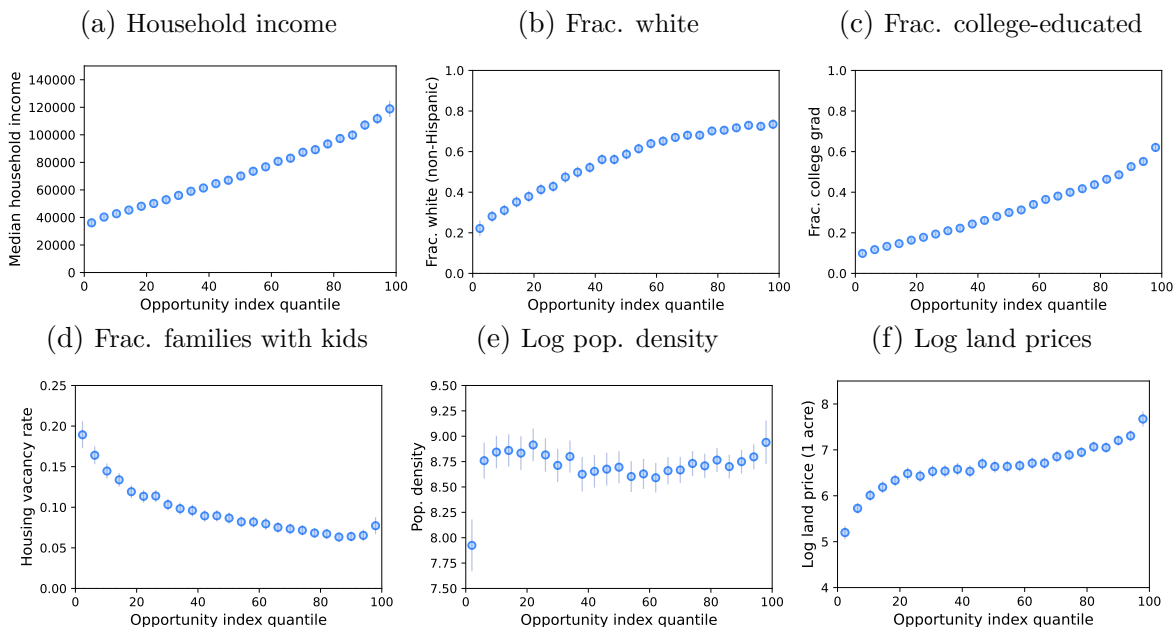 (a) Household income
Median household income
140000
120000
100000
80000
60000
40000
20000
0
0 20 40 60 80 100
Opportunity index quantile
(b) Frac. white
Frac. white (non-Hispanic)
1.0
0.8
0.6
0.4
0.2
0.0
0 20 40 60 80 100
Opportunity index quantile
(c) Frac. college-educated
Frac. college grad
1.0
0.8
0.6
0.4
0.2
0.0
0 20 40 60 80 100
Opportunity index quantile
(d) Frac. families with kids
Housing vacancy rate
0.25
0.20
0.15
0.10
0.05
0.00
0 20 40 60 80 100
Opportunity index quantile
(e) Log pop. density
Pop. density
9.50
9.25
9.00
8.75
8.50
8.25
8.00
7.75
7.50
0 20 40 60 80 100
Opportunity index quantile
(f) Log land prices
Log land price (1 acre)
8
7
6
5
4
0 20 40 60 80 100
Opportunity index quantile